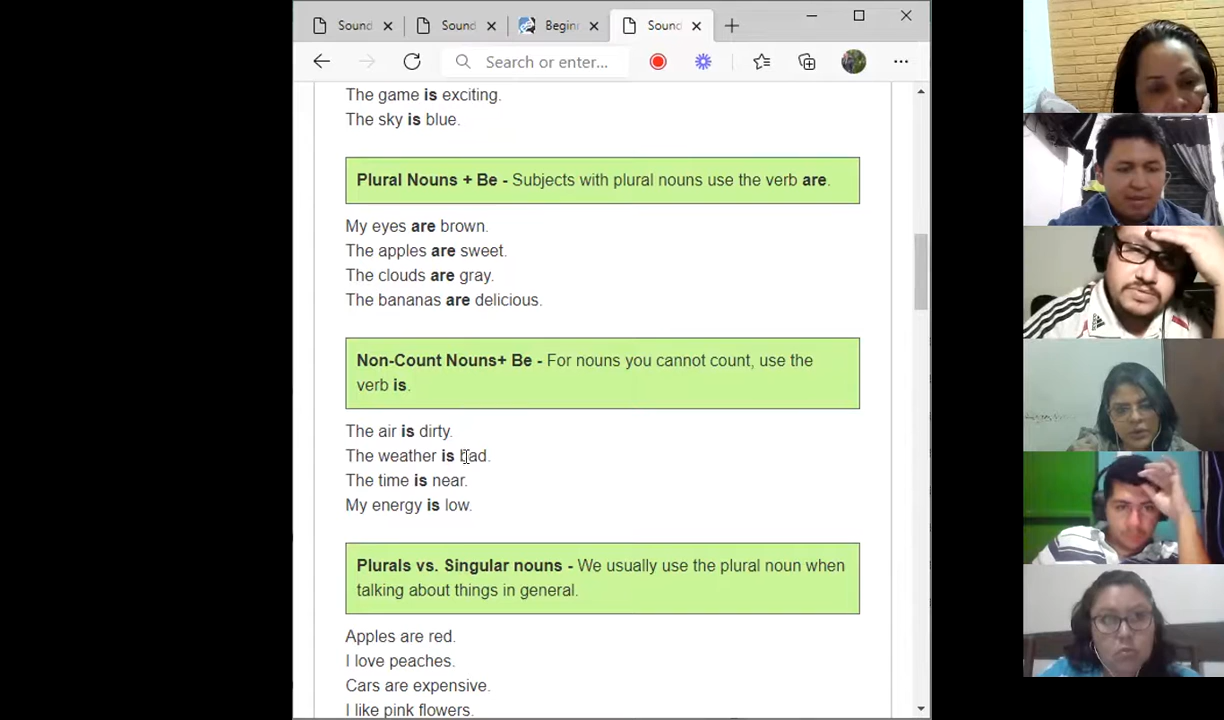 Sound
Sound
Beginn
Sound
Search or enter...
The game is exciting.
The sky is blue.
Plural Nouns + Be - Subjects with plural nouns use the verb are.
My eyes are brown.
The apples are sweet.
The clouds are gray.
The bananas are delicious.
Non-Count Nouns+ Be - For nouns you cannot count, use the
verb is.
The air is dirty.
The weather is bad.
The time is near.
My energy is low.
Plurals vs. Singular nouns - We usually use the plural noun when
talking about things in general.
Apples are red.
I love peaches.
Cars are expensive.
I like pink flowers.